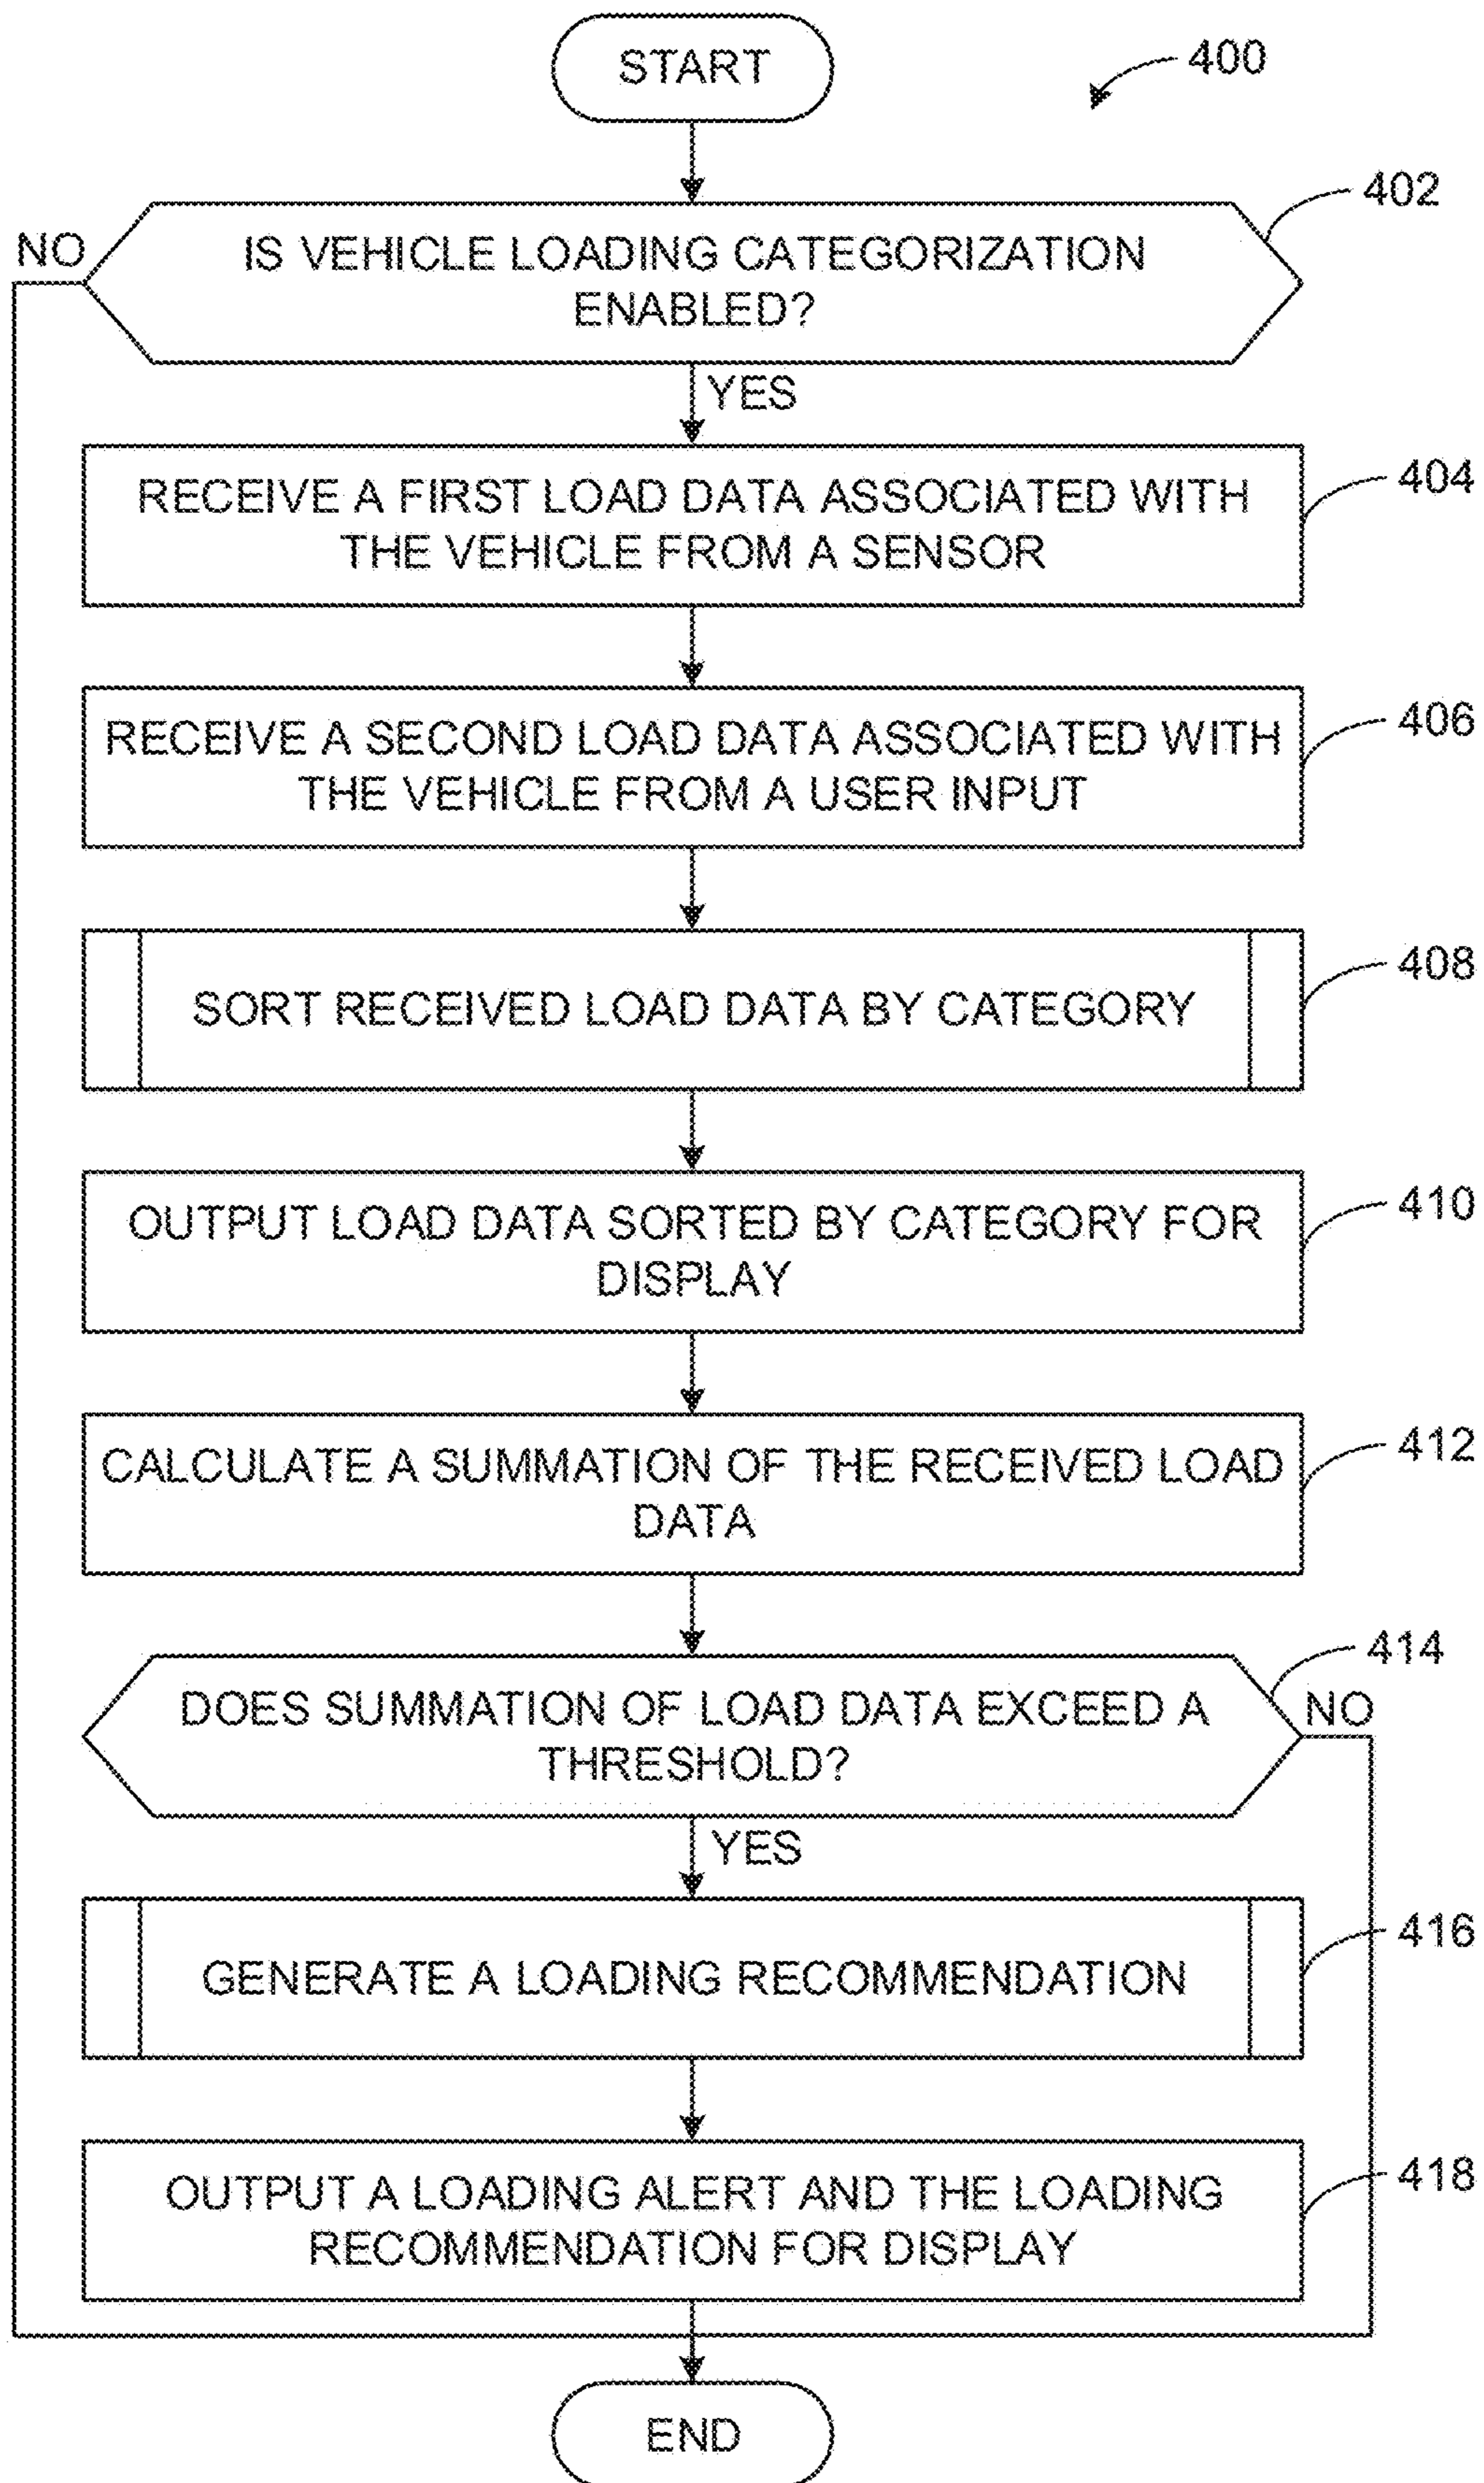 START
400
402
NO
IS VEHICLE LOADING CATEGORIZATION
ENABLED?
YES
404
RECEIVE A FIRST LOAD DATA ASSOCIATED WITH
THE VEHICLE FROM A SENSOR
406
RECEIVE A SECOND LOAD DATA ASSOCIATED WITH
THE VEHICLE FROM A USER INPUT
408
SORT RECEIVED LOAD DATA BY CATEGORY
410
OUTPUT LOAD DATA SORTED BY CATEGORY FOR
DISPLAY
412
CALCULATE A SUMMATION OF THE RECEIVED LOAD
DATA
414
DOES SUMMATION OF LOAD DATA EXCEED A
THRESHOLD?
NO
YES
416
GENERATE A LOADING RECOMMENDATION
418
OUTPUT A LOADING ALERT AND THE LOADING
RECOMMENDATION FOR DISPLAY
END